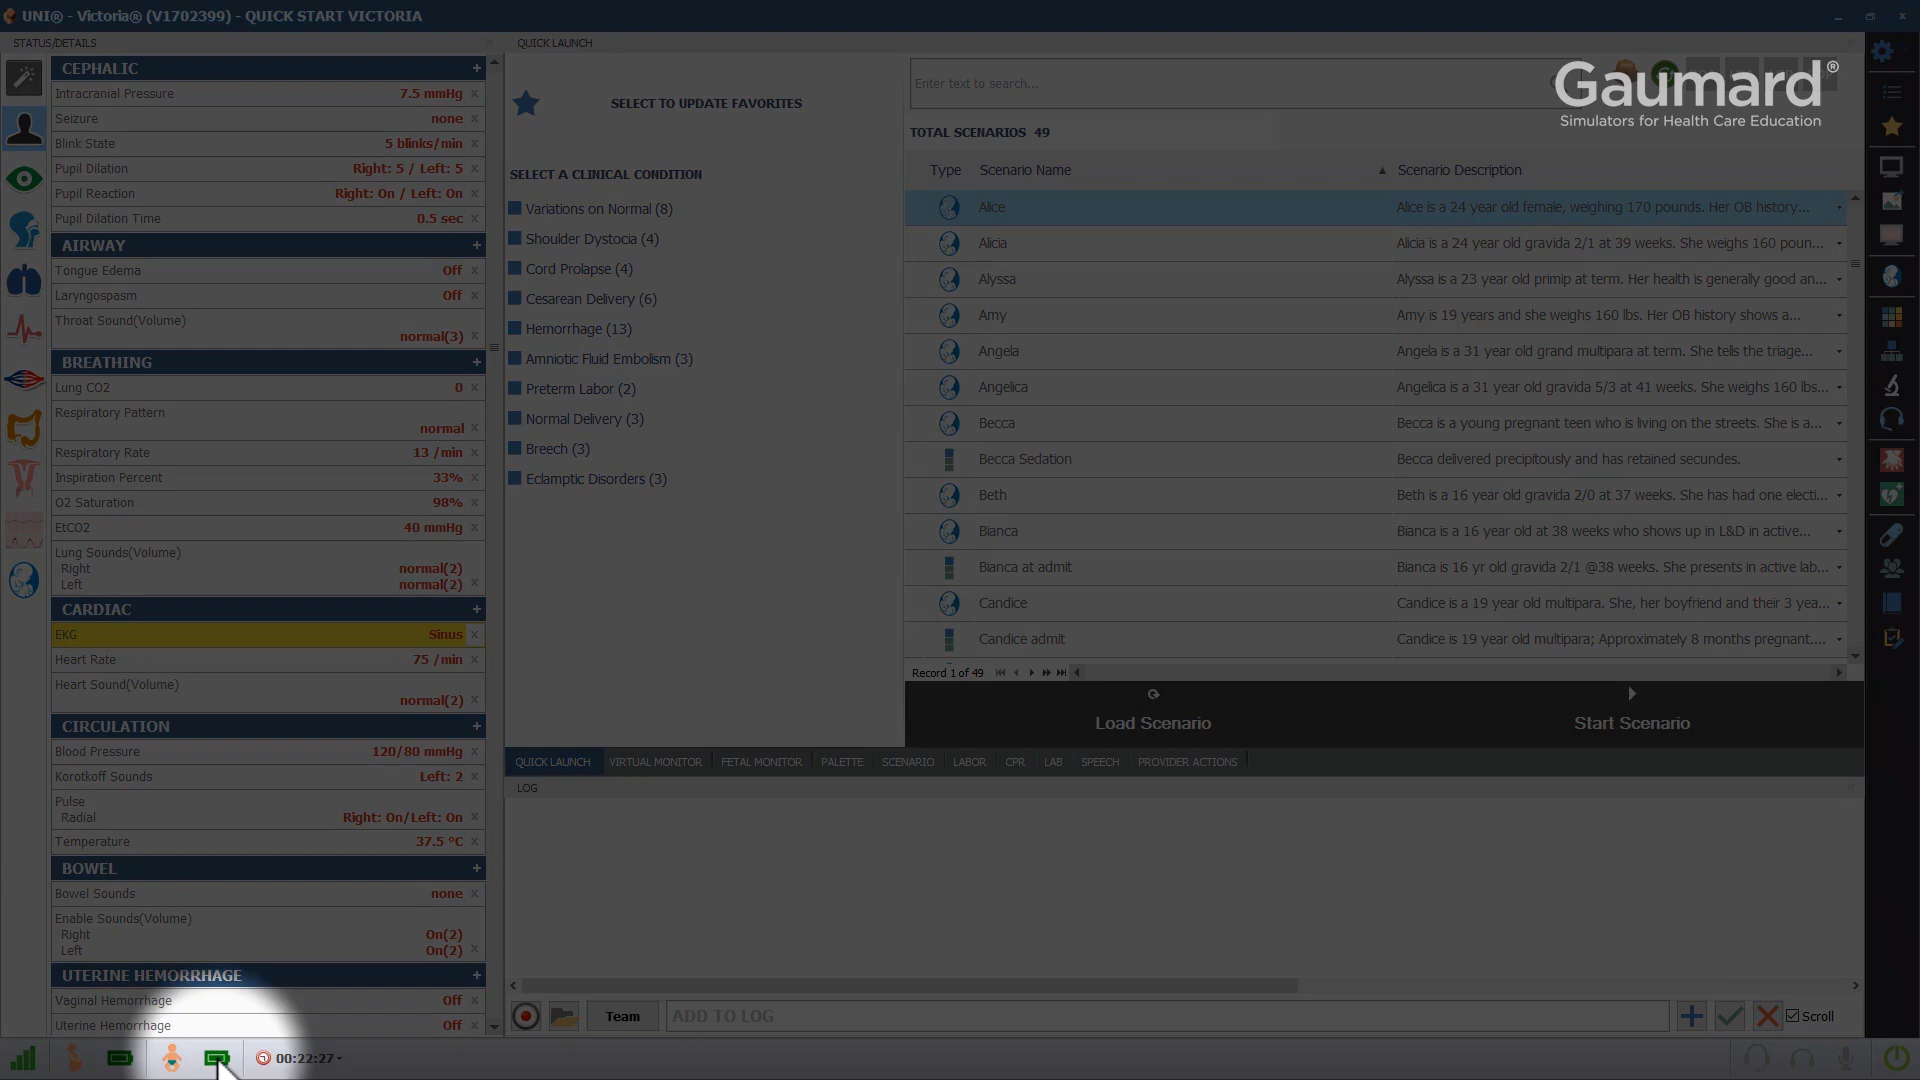 UNI® - Victoria® (V1702399) - QUICK START VICTORIA
STATUS/DETAILS
CEPHALIC +
Intracranial Pressure 7.5 mmHg x
Seizure none x
Blink State 5 blinks/min x
Pupil Dilation Right: 5 / Left: 5 x
Pupil Reaction Right: On / Left: On x
Pupil Dilation Time 0.5 sec x
AIRWAY +
Tongue Edema Off x
Laryngospasm Off x
Throat Sound(Volume)
normal(3) x
BREATHING +
Lung CO2 0 x
Respiratory Pattern
normal x
Respiratory Rate 13 /min x
Inspiration Percent 33% x
O2 Saturation 98% x
EtCO2 40 mmHg x
Lung Sounds(Volume)
Right normal(2)
Left normal(2) x
CARDIAC +
EKG Sinus x
Heart Rate 75 /min x
Heart Sound(Volume)
normal(2) x
CIRCULATION +
Blood Pressure 120/80 mmHg x
Korotkoff Sounds Left: 2 x
Pulse
Radial Right: On/Left: On x
Temperature 37.5 °C x
BOWEL +
Bowel Sounds none x
Enable Sounds(Volume)
Right On(2)
Left On(2) x
UTERINE HEMORRHAGE +
Vaginal Hemorrhage Off x
Uterine Hemorrhage Off x
00:22:27
QUICK LAUNCH
SELECT TO UPDATE FAVORITES
SELECT A CLINICAL CONDITION
Variations on Normal (8)
Shoulder Dystocia (4)
Cord Prolapse (4)
Cesarean Delivery (6)
Hemorrhage (13)
Amniotic Fluid Embolism (3)
Preterm Labor (2)
Normal Delivery (3)
Breech (3)
Eclamptic Disorders (3)
Enter text to search...
Gaumard®
Simulators for Health Care Education
TOTAL SCENARIOS 49
Type Scenario Name Scenario Description
Alice Alice is a 24 year old female, weighing 170 pounds. Her OB history...
Alicia Alicia is a 24 year old gravida 2/1 at 39 weeks. She weighs 160 poun...
Alyssa Alyssa is a 23 year old primip at term. Her health is generally good an...
Amy Amy is 19 years and she weighs 160 lbs. Her OB history shows a...
Angela Angela is a 31 year old grand multipara at term. She tells the triage...
Angelica Angelica is a 31 year old gravida 5/3 at 41 weeks. She weighs 160 lbs...
Becca Becca is a young pregnant teen who is living on the streets. She is a...
Becca Sedation Becca delivered precipitously and has retained secundes.
Beth Beth is a 16 year old gravida 2/0 at 37 weeks. She has had one electi...
Bianca Bianca is a 16 year old at 38 weeks who shows up in L&D in active...
Bianca at admit Bianca is 16 yr old gravida 2/1 @38 weeks. She presents in active lab...
Candice Candice is a 19 year old multipara. She, her boyfriend and their 3 yea...
Candice admit Candice is 19 year old multipara; Approximately 8 months pregnant....
Record 1 of 49
Load Scenario Start Scenario
QUICK LAUNCH VIRTUAL MONITOR FETAL MONITOR PALETTE SCENARIO LABOR CPR LAB SPEECH PROVIDER ACTIONS
LOG
Team ADD TO LOG Scroll